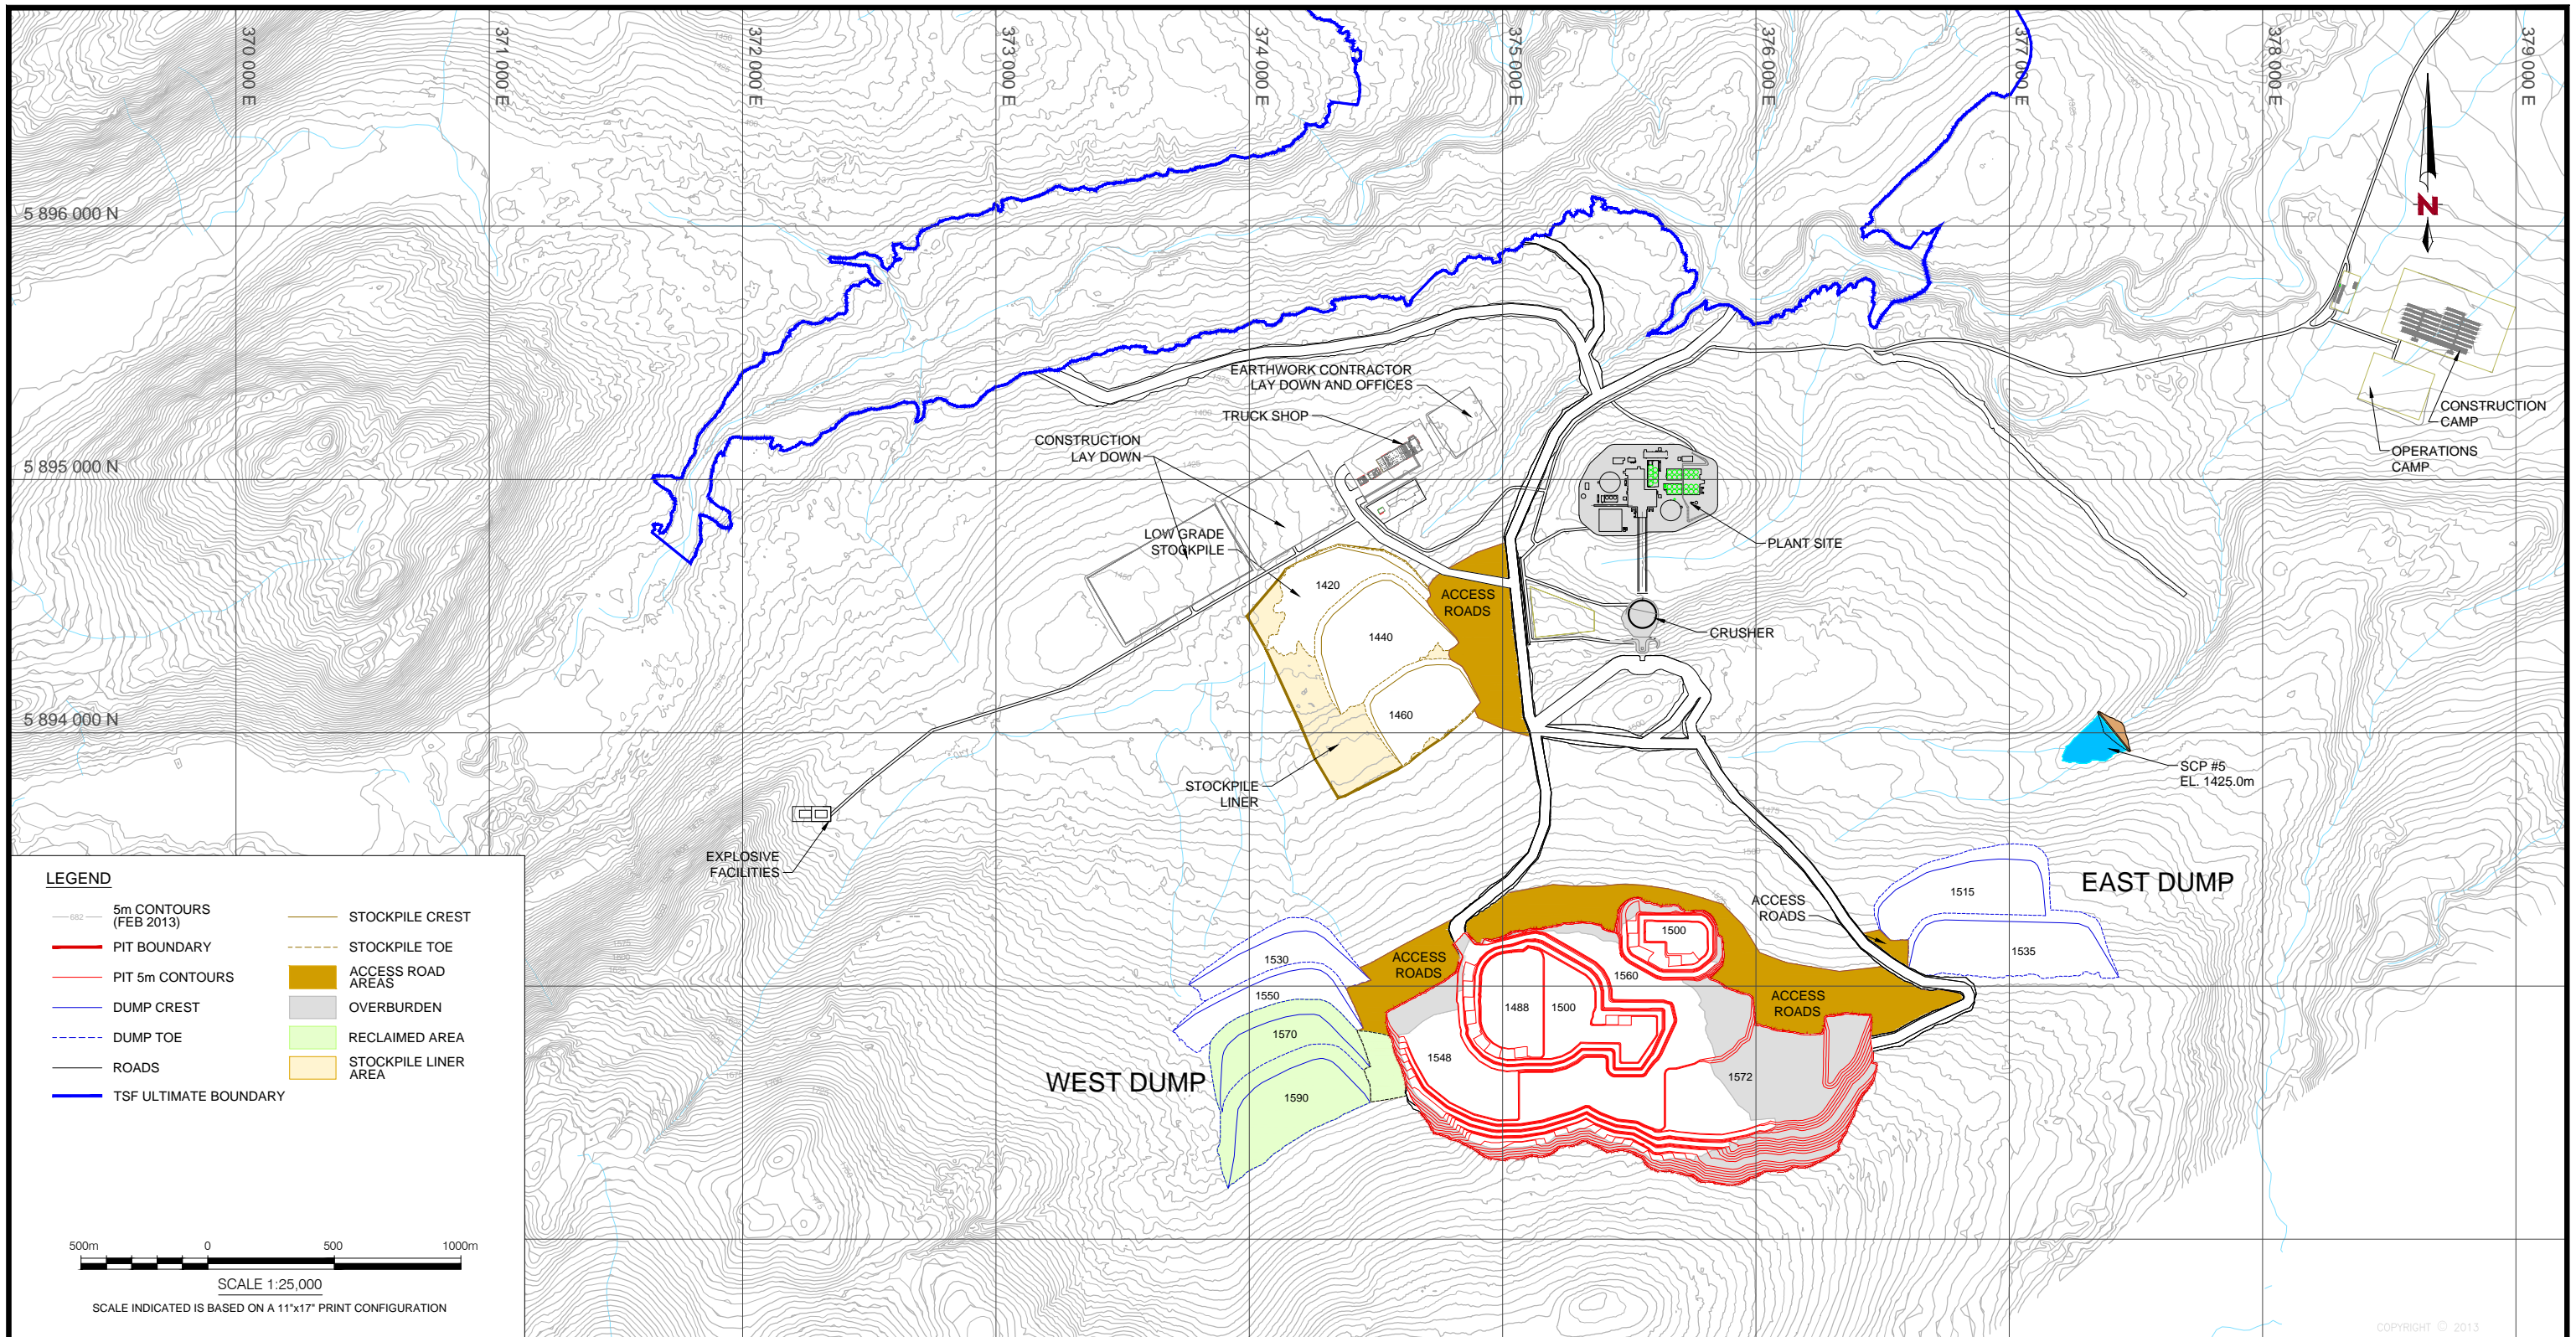 370 000 E
371 000 E
372 000 E
373 000 E
374 000 E
375 000 E
376 000 E
377 000 E
378 000 E
379 000 E
5 896 000 N
N
EARTHWORK CONTRACTOR
LAY DOWN AND OFFICES
TRUCK SHOP
CONSTRUCTION
LAY DOWN
CONSTRUCTION
CAMP
OPERATIONS
CAMP
5 895 000 N
LOW GRADE
STOCKPILE
PLANT SITE
1420
ACCESS
ROADS
1440
CRUSHER
1460
5 894 000 N
STOCKPILE
LINER
SCP #5
EL. 1425.0m
EXPLOSIVE
FACILITIES
EAST DUMP
1515
1535
ACCESS
ROADS
1500
1560
ACCESS
ROADS
1530
1550
1570
1590
WEST DUMP
1488
1500
1548
1572
ACCESS
ROADS
LEGEND
682
5m CONTOURS
(FEB 2013)
PIT BOUNDARY
PIT 5m CONTOURS
DUMP CREST
DUMP TOE
ROADS
TSF ULTIMATE BOUNDARY
STOCKPILE CREST
STOCKPILE TOE
ACCESS ROAD
AREAS
OVERBURDEN
RECLAIMED AREA
STOCKPILE LINER
AREA
500m 0 500 1000m
SCALE 1:25,000
SCALE INDICATED IS BASED ON A 11"x17" PRINT CONFIGURATION
COPYRIGHT © 2013